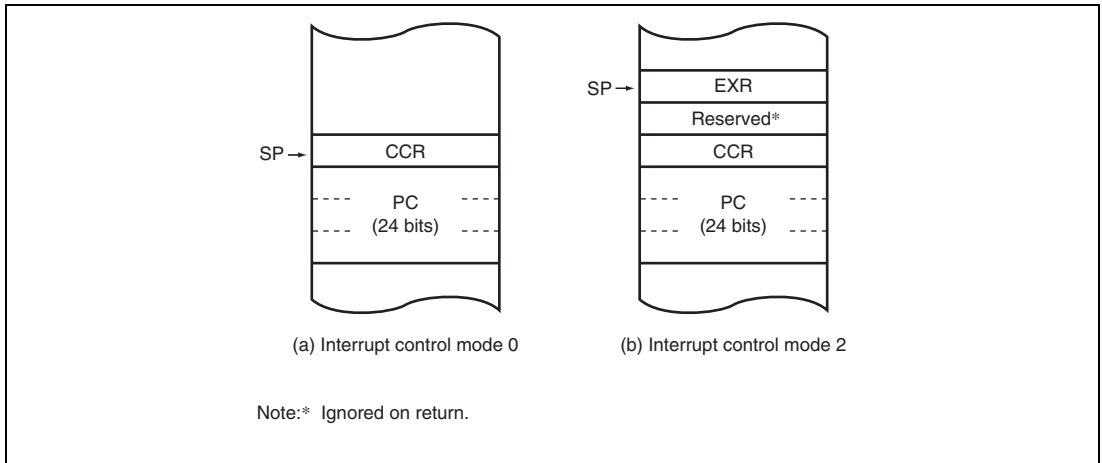 SP→
CCR
PC
(24 bits)
(a) Interrupt control mode 0
SP→
EXR
Reserved*
CCR
PC
(24 bits)
(b) Interrupt control mode 2
Note:* Ignored on return.